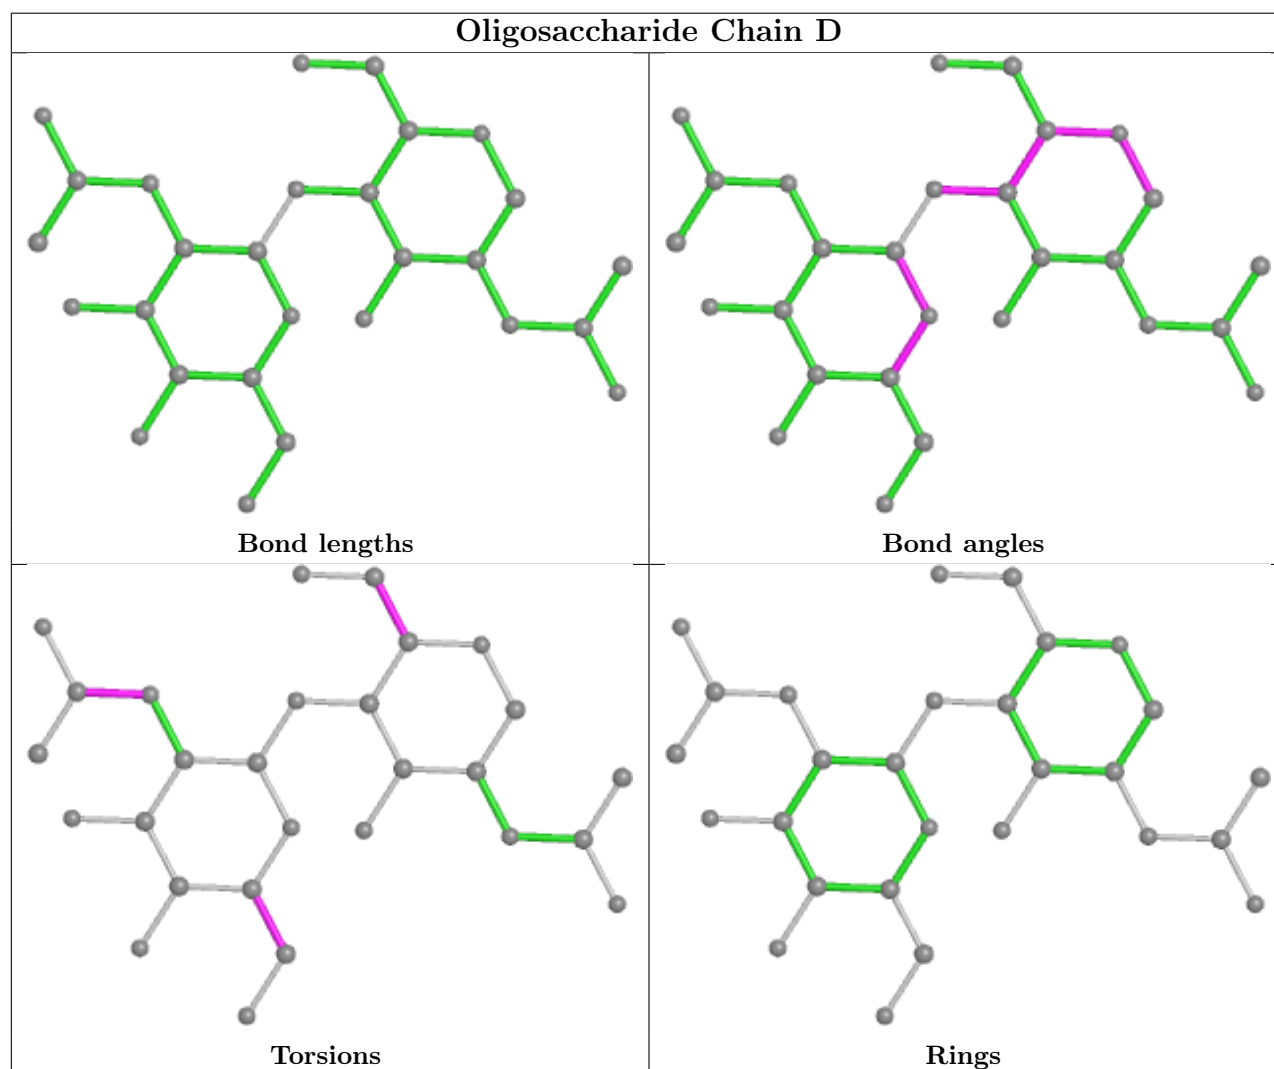 Oligosaccharide Chain D
Bond lengths
Bond angles
Torsions
Rings